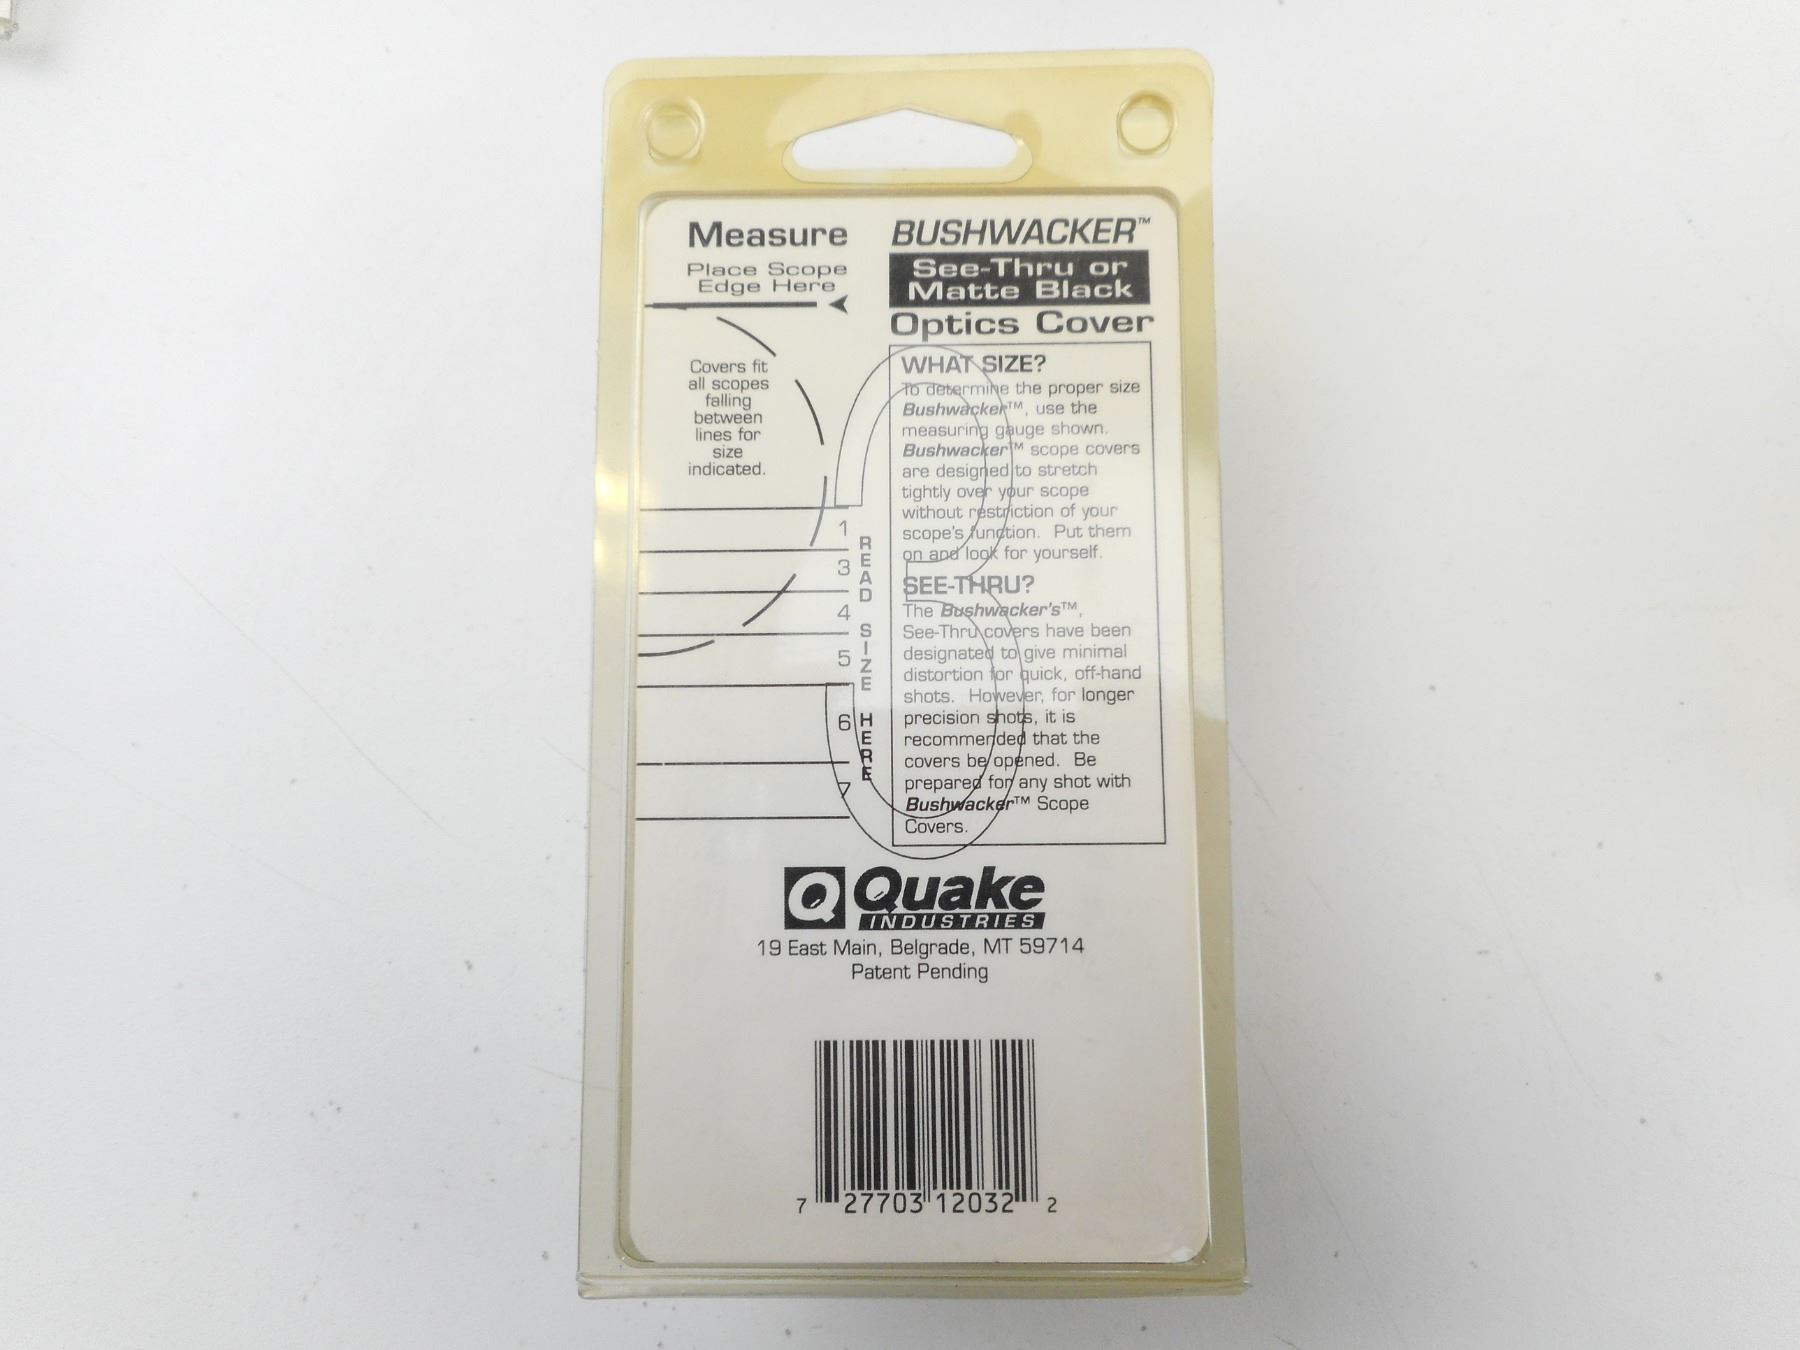 Measure
Place Scope
Edge Here
Covers fit
all scopes
falling
between
lines for
size
indicated.
1
3
4
5
6
7
READ SIZE HERE
BUSHWACKER™
See-Thru or
Matte Black
Optics Cover
WHAT SIZE?
To determine the proper size
Bushwacker™, use the
measuring gauge shown.
Bushwacker™ scope covers
are designed to stretch
tightly over your scope
without restriction of your
scope's function. Put them
on and look for yourself.
SEE-THRU?
The Bushwacker's™,
See-Thru covers have been
designated to give minimal
distortion for quick, off-hand
shots. However, for longer
precision shots, it is
recommended that the
covers be opened. Be
prepared for any shot with
Bushwacker™ Scope
Covers.
Q Quake
INDUSTRIES
19 East Main, Belgrade, MT 59714
Patent Pending
7 27703 12032 2